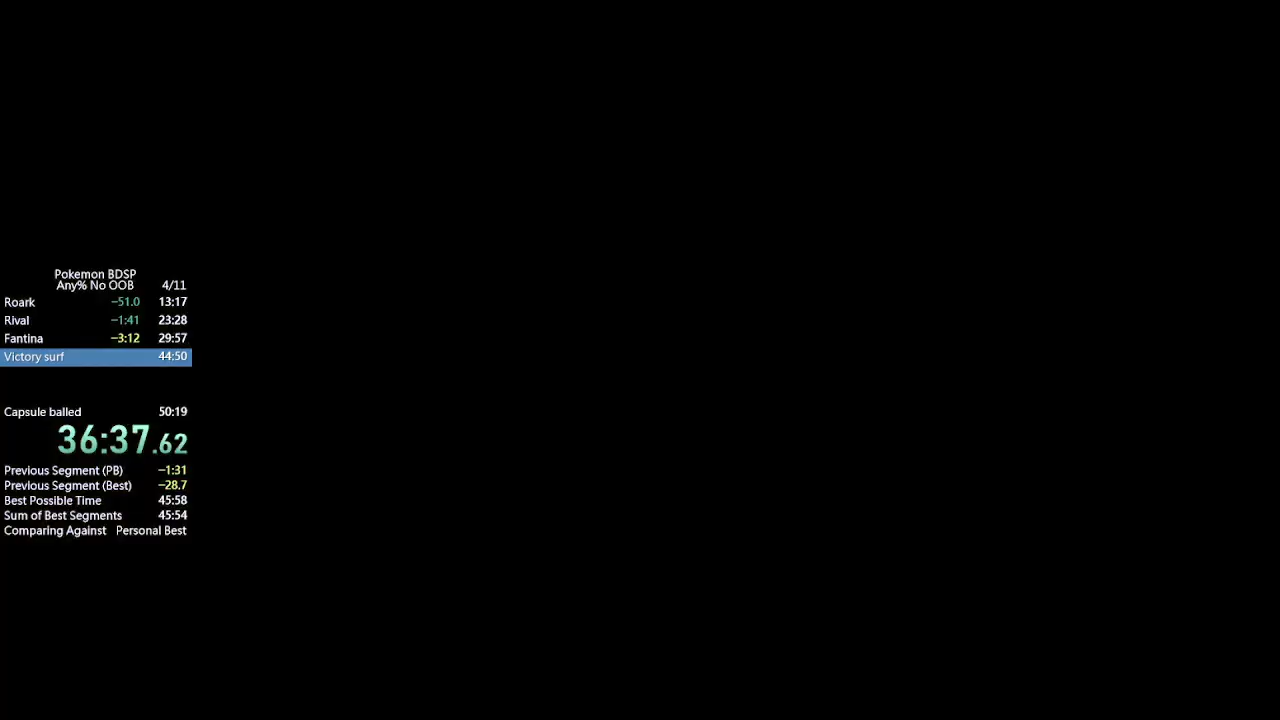 Pokemon BDSP
Any% No OOB 4/11
Roark −51.0 13:17
Rival −1:41 23:28
Fantina −3:12 29:57
Victory surf 44:50
Capsule balled 50:19
36:37.62
Previous Segment (PB) −1:31
Previous Segment (Best) −28.7
Best Possible Time 45:58
Sum of Best Segments 45:54
Comparing Against Personal Best